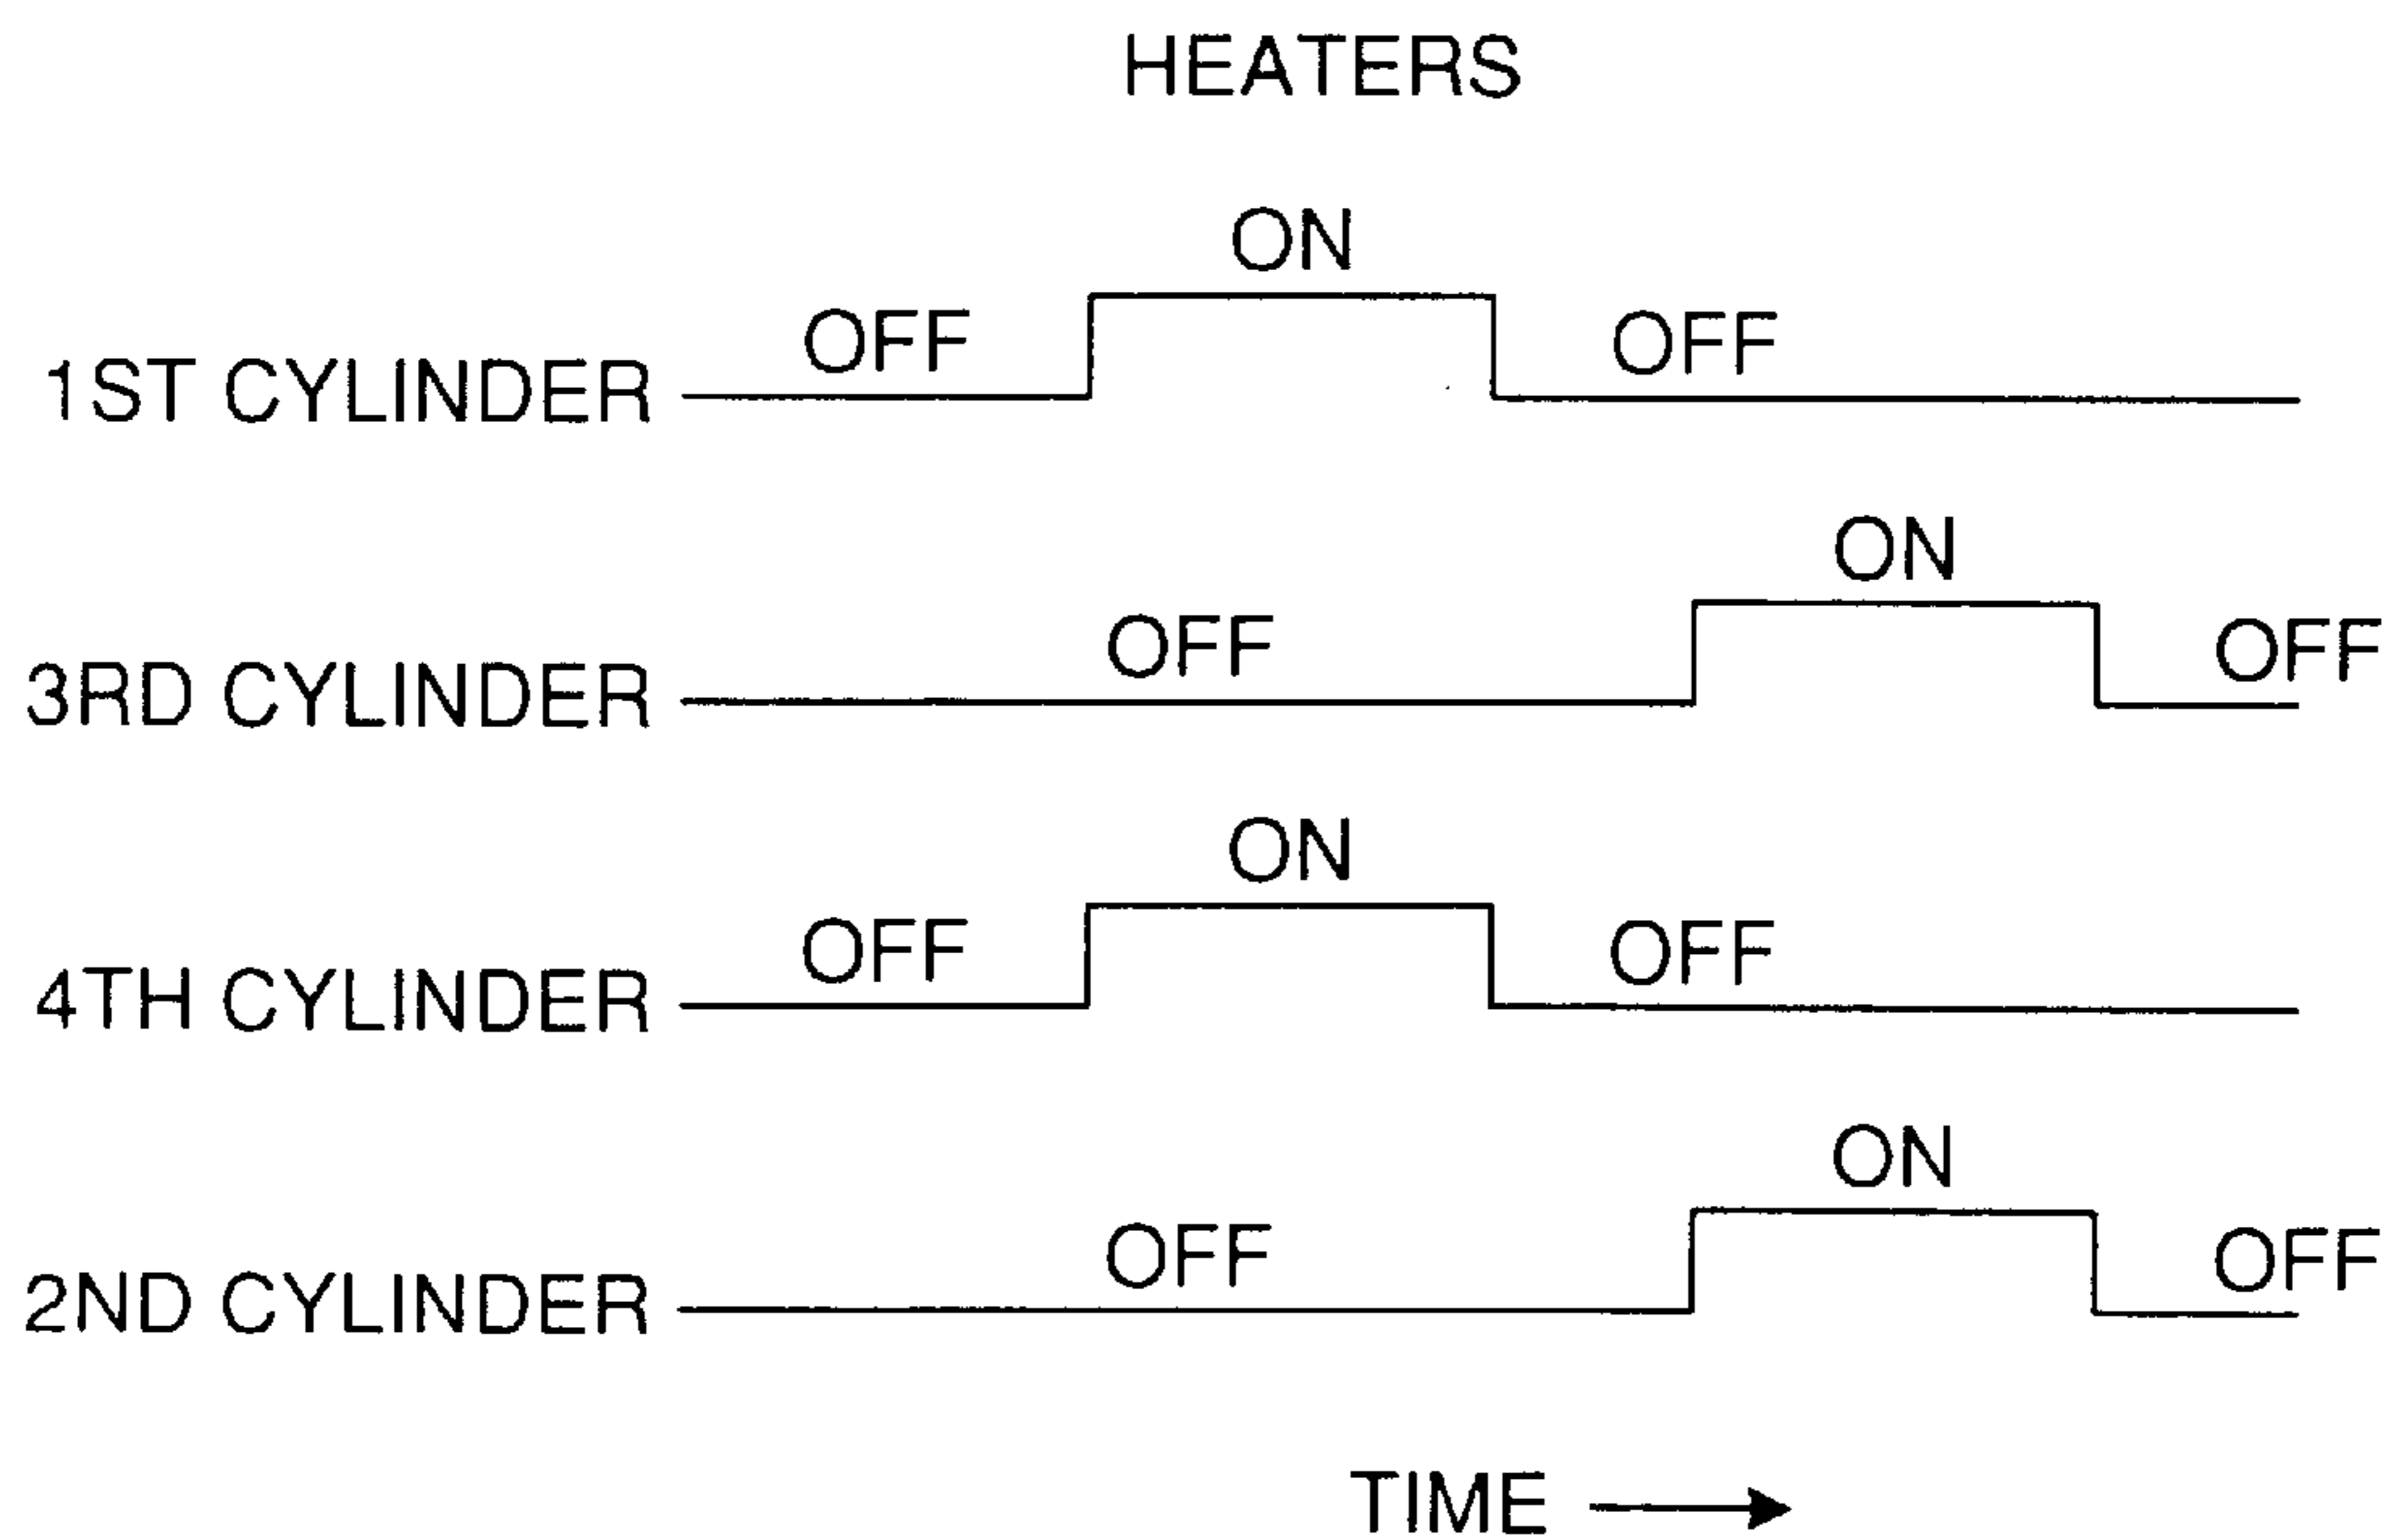 HEATERS
ON
OFF
OFF
1ST CYLINDER
ON
OFF
OFF
3RD CYLINDER
ON
OFF
OFF
4TH CYLINDER
ON
OFF
OFF
2ND CYLINDER
TIME